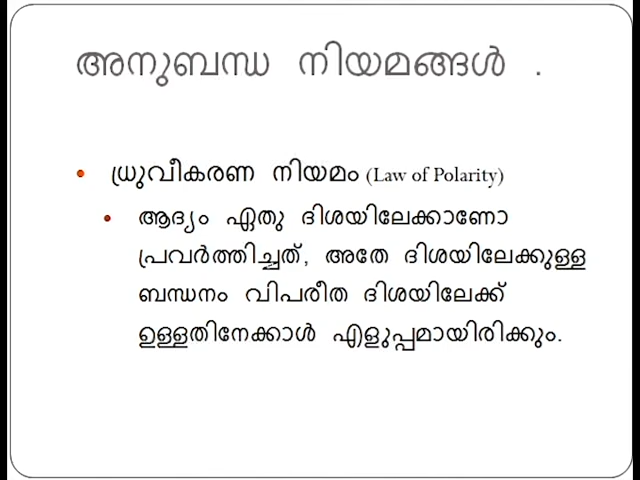 അനുബന്ധ നിയമങ്ങൾ .
• ധ്രുവീകരണ നിയമം (Law of Polarity)
• ആദ്യം ഏതു ദിശയിലേക്കാണോ
പ്രവർത്തിച്ചത്, അതേ ദിശയിലേക്കുള്ള
ബന്ധനം വിപരീത ദിശയിലേക്ക്
ഉള്ളതിനേക്കാൾ എളുപ്പമായിരിക്കും.